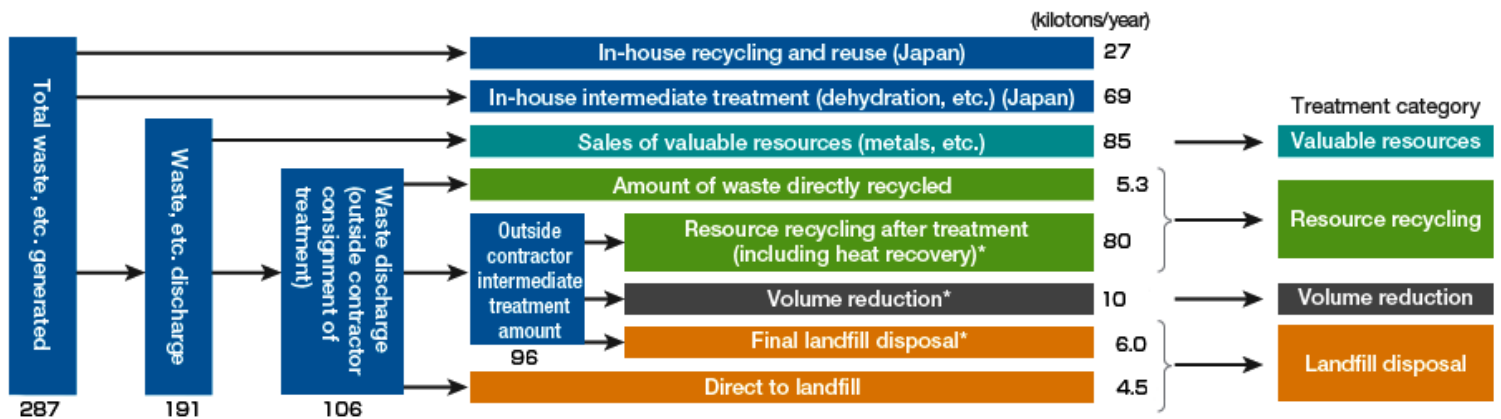 (kilotons/year)
Total waste, etc. generated
287
Waste, etc. discharge
191
Waste discharge
(outside contractor
consignment of
treatment)
106
In-house recycling and reuse (Japan)
27
In-house intermediate treatment (dehydration, etc.) (Japan)
69
Sales of valuable resources (metals, etc.)
85
Amount of waste directly recycled
5.3
Outside
contractor
intermediate
treatment
amount
96
Resource recycling after treatment
(including heat recovery)*
80
Volume reduction*
10
Final landfill disposal*
6.0
Direct to landfill
4.5
Treatment category
Valuable resources
Resource recycling
Volume reduction
Landfill disposal